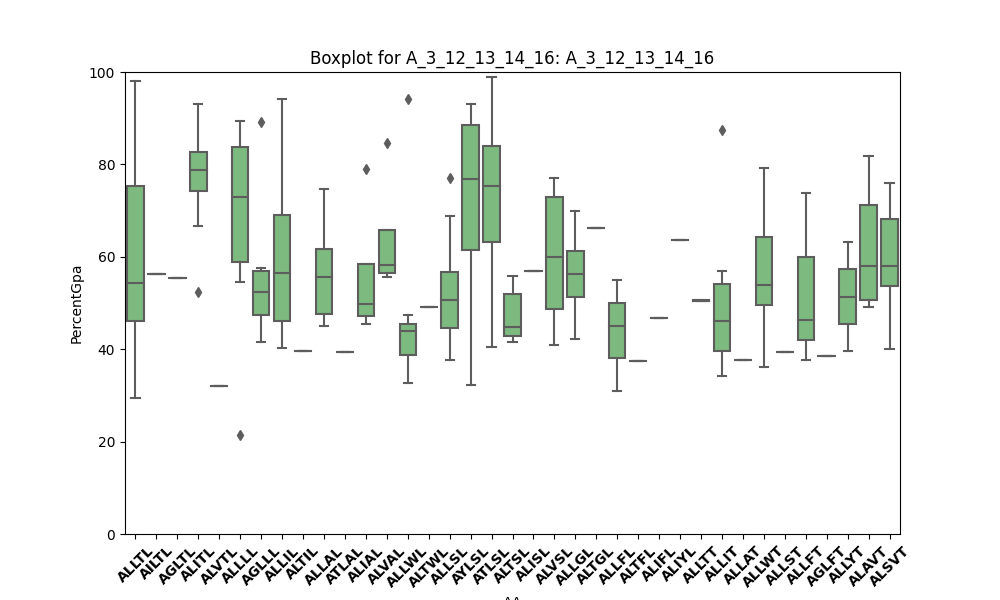 Boxplot for A_3_12_13_14_16: A_3_12_13_14_16
PercentGpa
100
80
60
40
20
0
ALLTL
AILTL
AGLTL
ALITL
ALVTL
ALLLL
AGLLL
ALLIL
ALTIL
ALLAL
ATLAL
ALIAL
ALVAL
ALLWL
ALTWL
ALLSL
AYLSL
ATLSL
ALTSL
ALISL
ALVSL
ALLGL
ALTGL
ALLFL
ALTFL
ALIFL
ALIYL
ALLTT
ALLIT
ALLAT
ALLWT
ALLST
ALLFT
AGLFT
ALLYT
ALAVT
ALSVT